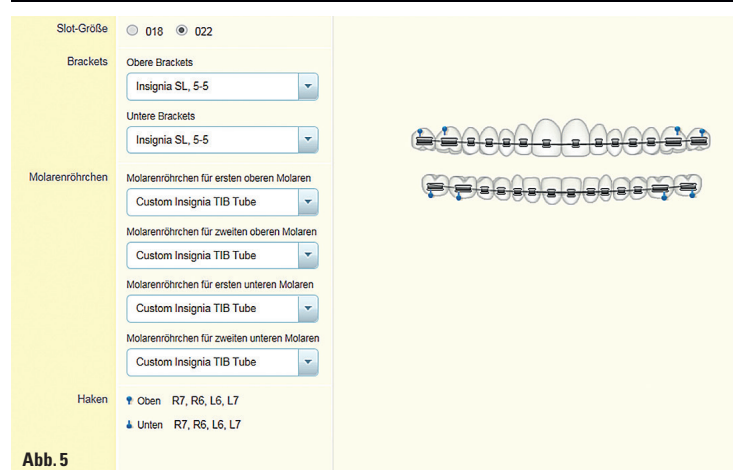 Slot-Größe 018 022
Brackets Obere Brackets
Insignia SL, 5-5
Untere Brackets
Insignia SL, 5-5
Molarenröhrchen Molarenröhrchen für ersten oberen Molaren
Custom Insignia TIB Tube
Molarenröhrchen für zweiten oberen Molaren
Custom Insignia TIB Tube
Molarenröhrchen für ersten unteren Molaren
Custom Insignia TIB Tube
Molarenröhrchen für zweiten unteren Molaren
Custom Insignia TIB Tube
Haken Oben R7, R6, L6, L7
Unten R7, R6, L6, L7
Abb. 5